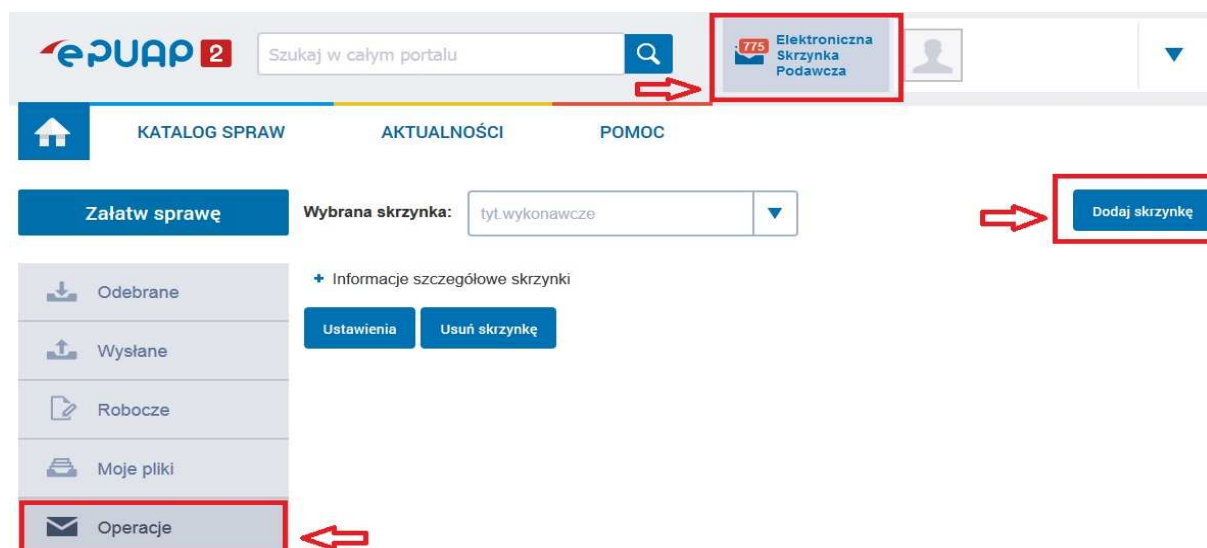 ePUAP 2
Szukaj w całym portalu
775
Elektroniczna
Skrzynka
Podawcza
KATALOG SPRAW
AKTUALNOŚCI
POMOC
Załatw sprawę
Wybrana skrzynka:
tyt.wykonawcze
Dodaj skrzynkę
Odebrane
+ Informacje szczegółowe skrzynki
Ustawienia
Usuń skrzynkę
Wysłane
Robocze
Moje pliki
Operacje